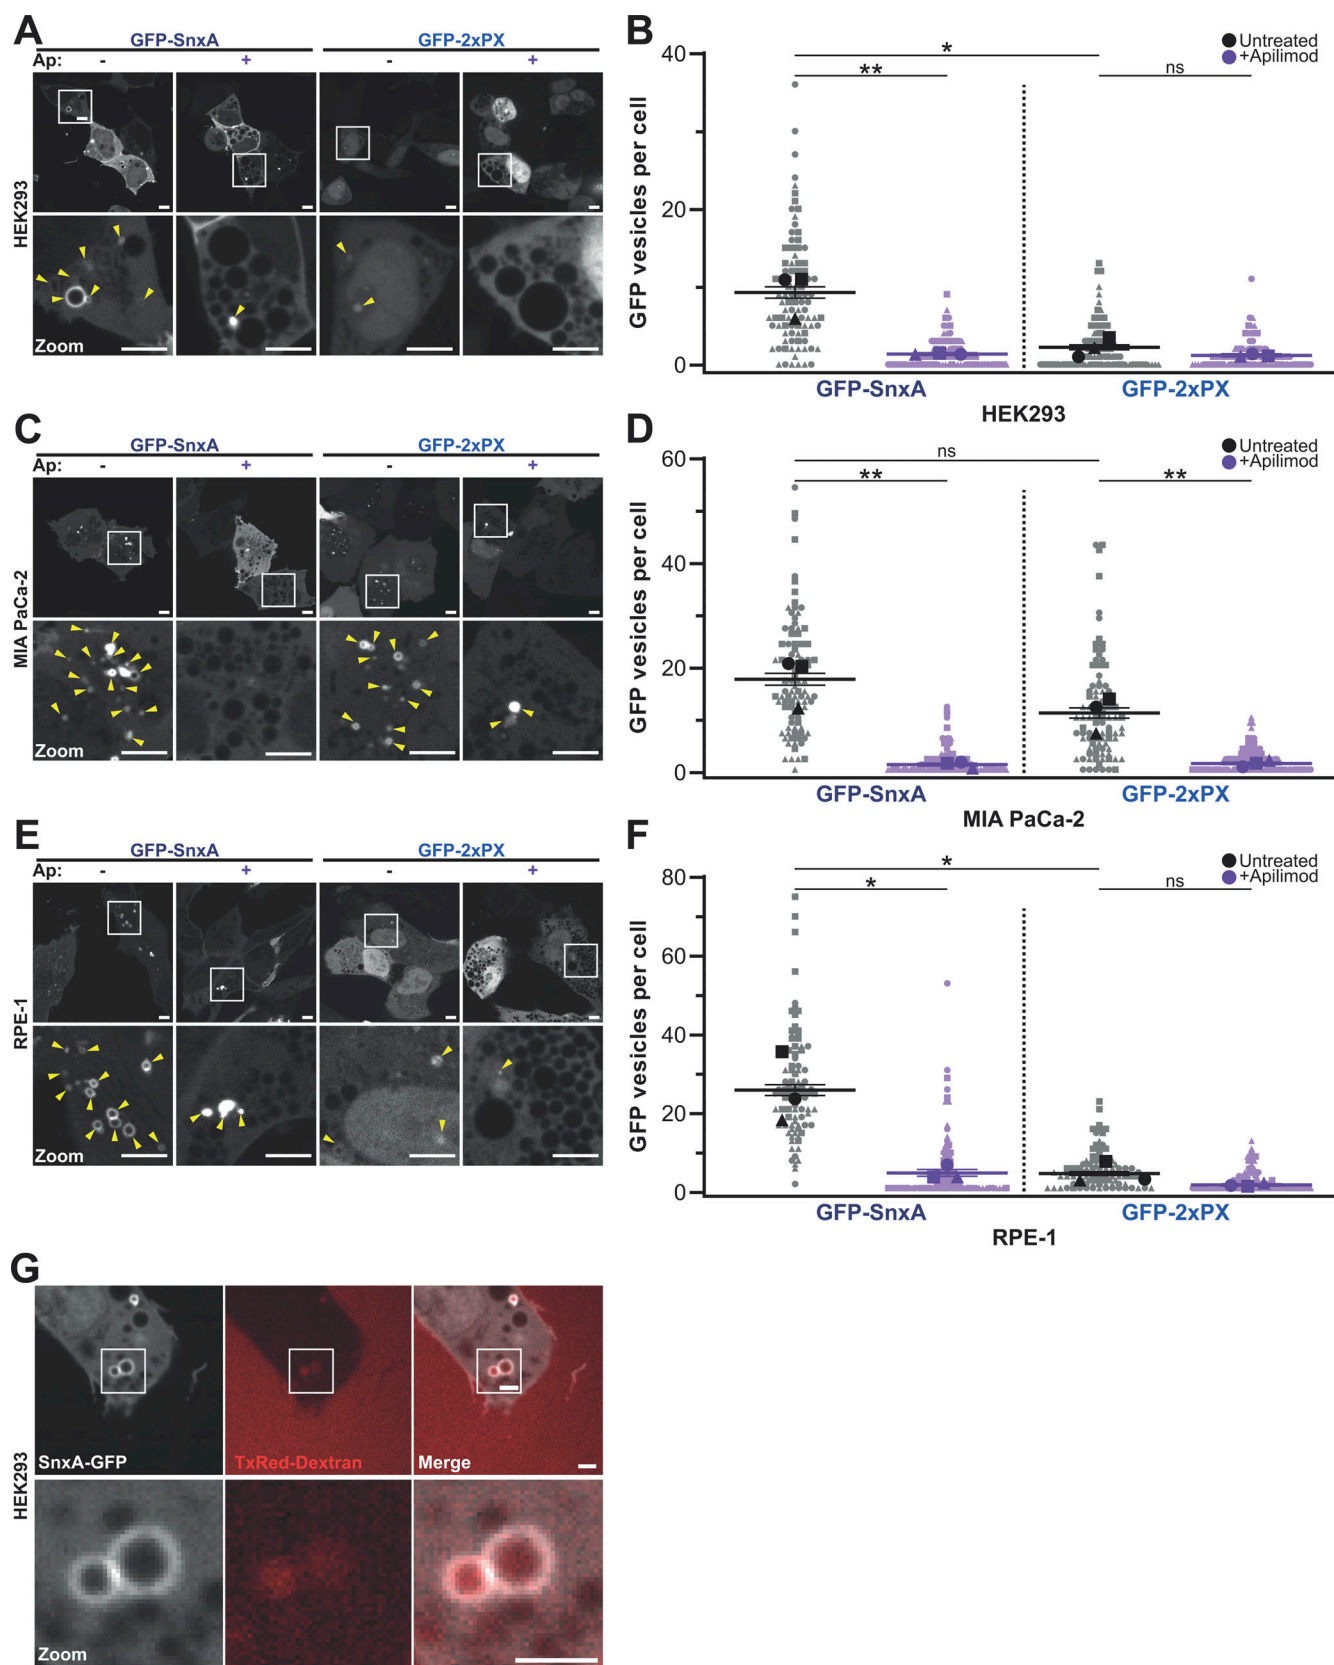 A
GFP-SnxA GFP-2xPX
Ap: - + - +
HEK293
Zoom
B
Untreated
+Apilimod
* ** ns
GFP vesicles per cell
40
20
0
GFP-SnxA GFP-2xPX
HEK293
C
GFP-SnxA GFP-2xPX
Ap: - + - +
MIA PaCa-2
Zoom
D
Untreated
+Apilimod
ns ** **
GFP vesicles per cell
60
40
20
0
GFP-SnxA GFP-2xPX
MIA PaCa-2
E
GFP-SnxA GFP-2xPX
Ap: - + - +
RPE-1
Zoom
F
Untreated
+Apilimod
* * ns
GFP vesicles per cell
80
60
40
20
0
GFP-SnxA GFP-2xPX
RPE-1
G
HEK293
SnxA-GFP TxRed-Dextran Merge
Zoom